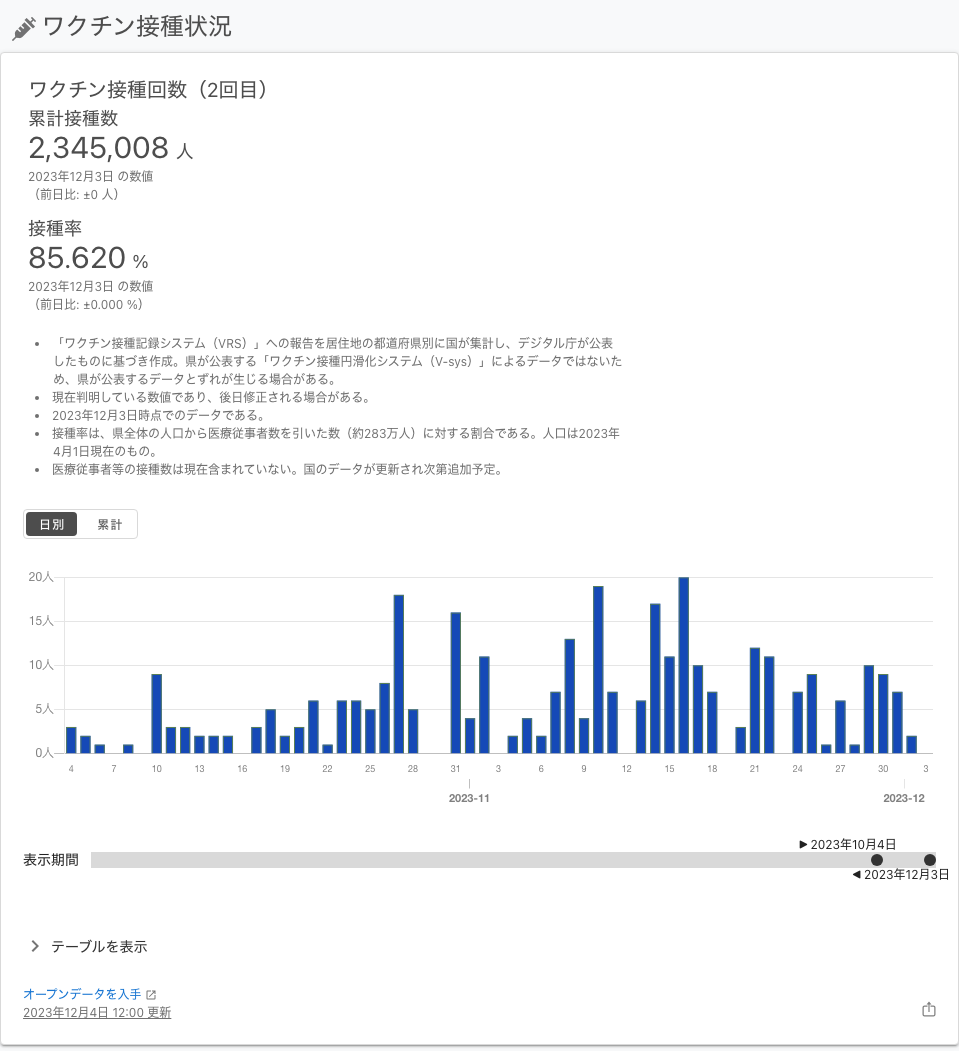 ワクチン接種状況
ワクチン接種回数（2回目）
累計接種数
2,345,008 人
2023年12月3日 の数値
（前日比: ±0 人）
接種率
85.620 %
2023年12月3日 の数値
（前日比: ±0.000 %）
• 「ワクチン接種記録システム（VRS）」への報告を居住地の都道府県別に国が集計し、デジタル庁が公表
したものに基づき作成。県が公表する「ワクチン接種円滑化システム（V-sys）」によるデータではないた
め、県が公表するデータとずれが生じる場合がある。
• 現在判明している数値であり、後日修正される場合がある。
• 2023年12月3日時点でのデータである。
• 接種率は、県全体の人口から医療従事者数を引いた数（約283万人）に対する割合である。人口は2023年
4月1日現在のもの。
• 医療従事者等の接種数は現在含まれていない。国のデータが更新され次第追加予定。
日別 累計
20人
15人
10人
5人
0人
4 7 10 13 16 19 22 25 28 31 3 6 9 12 15 18 21 24 27 30 3
2023-11 2023-12
▶ 2023年10月4日
表示期間
◀ 2023年12月3日
テーブルを表示
オープンデータを入手
2023年12月4日 12:00 更新